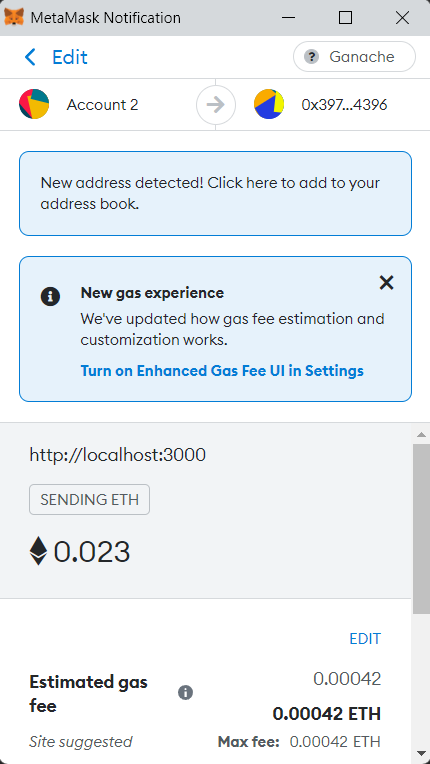 MetaMask Notification
Edit
Ganache
Account 2
0x397...4396
New address detected! Click here to add to your
address book.
New gas experience
We've updated how gas fee estimation and
customization works.
Turn on Enhanced Gas Fee UI in Settings
http://localhost:3000
SENDING ETH
0.023
EDIT
Estimated gas
fee
0.00042
0.00042 ETH
Site suggested
Max fee: 0.00042 ETH